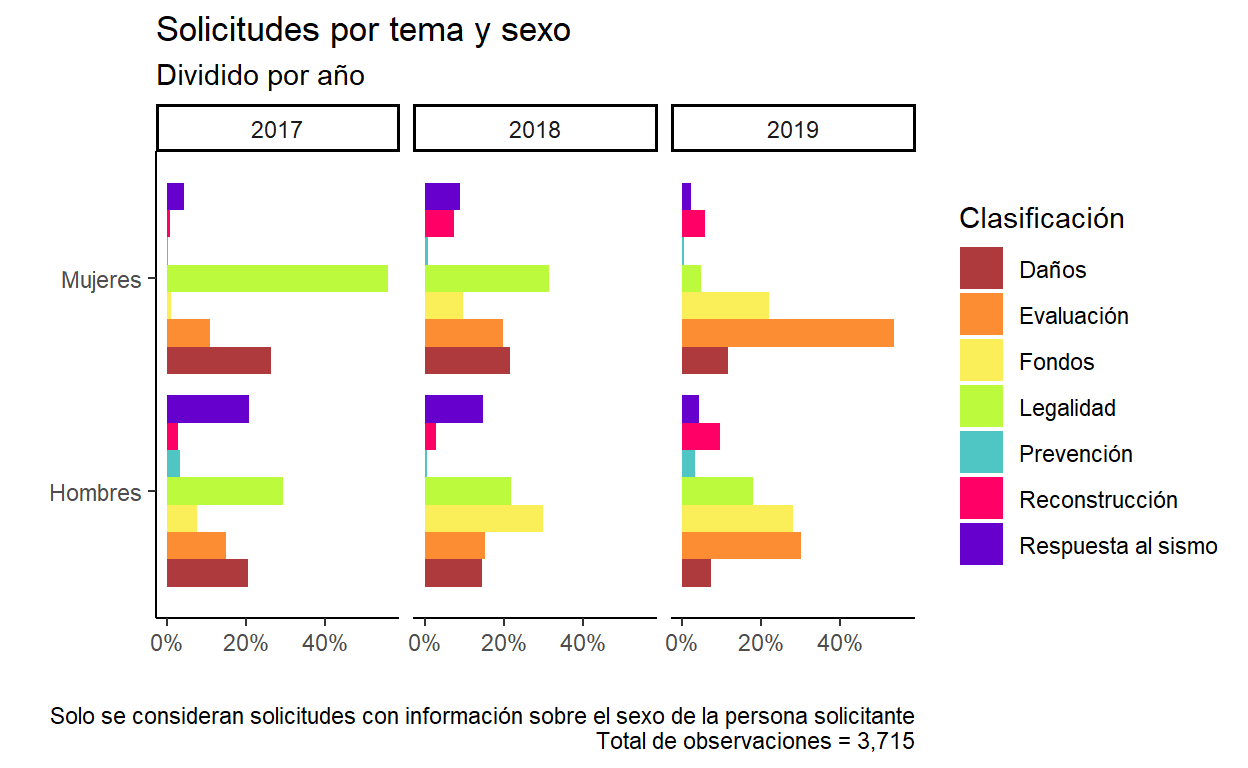 Solicitudes por tema y sexo
Dividido por año
2017
2018
2019
Mujeres
Hombres
0%
20%
40%
0%
20%
40%
0%
20%
40%
Clasificación
Daños
Evaluación
Fondos
Legalidad
Prevención
Reconstrucción
Respuesta al sismo
Solo se consideran solicitudes con información sobre el sexo de la persona solicitante
Total de observaciones = 3,715